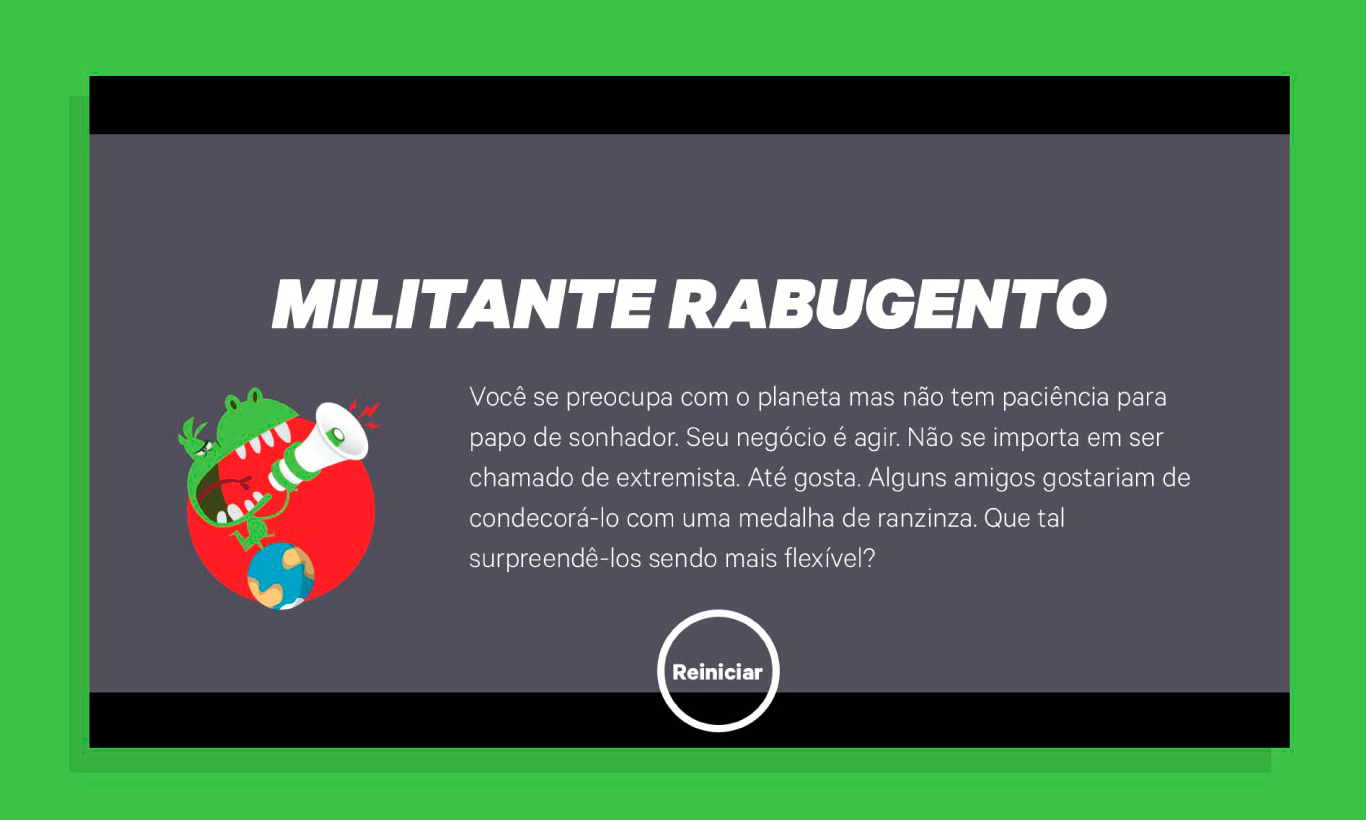 MILITANTE RABUGENTO
Você se preocupa com o planeta mas não tem paciência para
papo de sonhador. Seu negócio é agir. Não se importa em ser
chamado de extremista. Até gosta. Alguns amigos gostariam de
condecorá-lo com uma medalha de ranzinza. Que tal
surpreendê-los sendo mais flexível?
Reiniciar